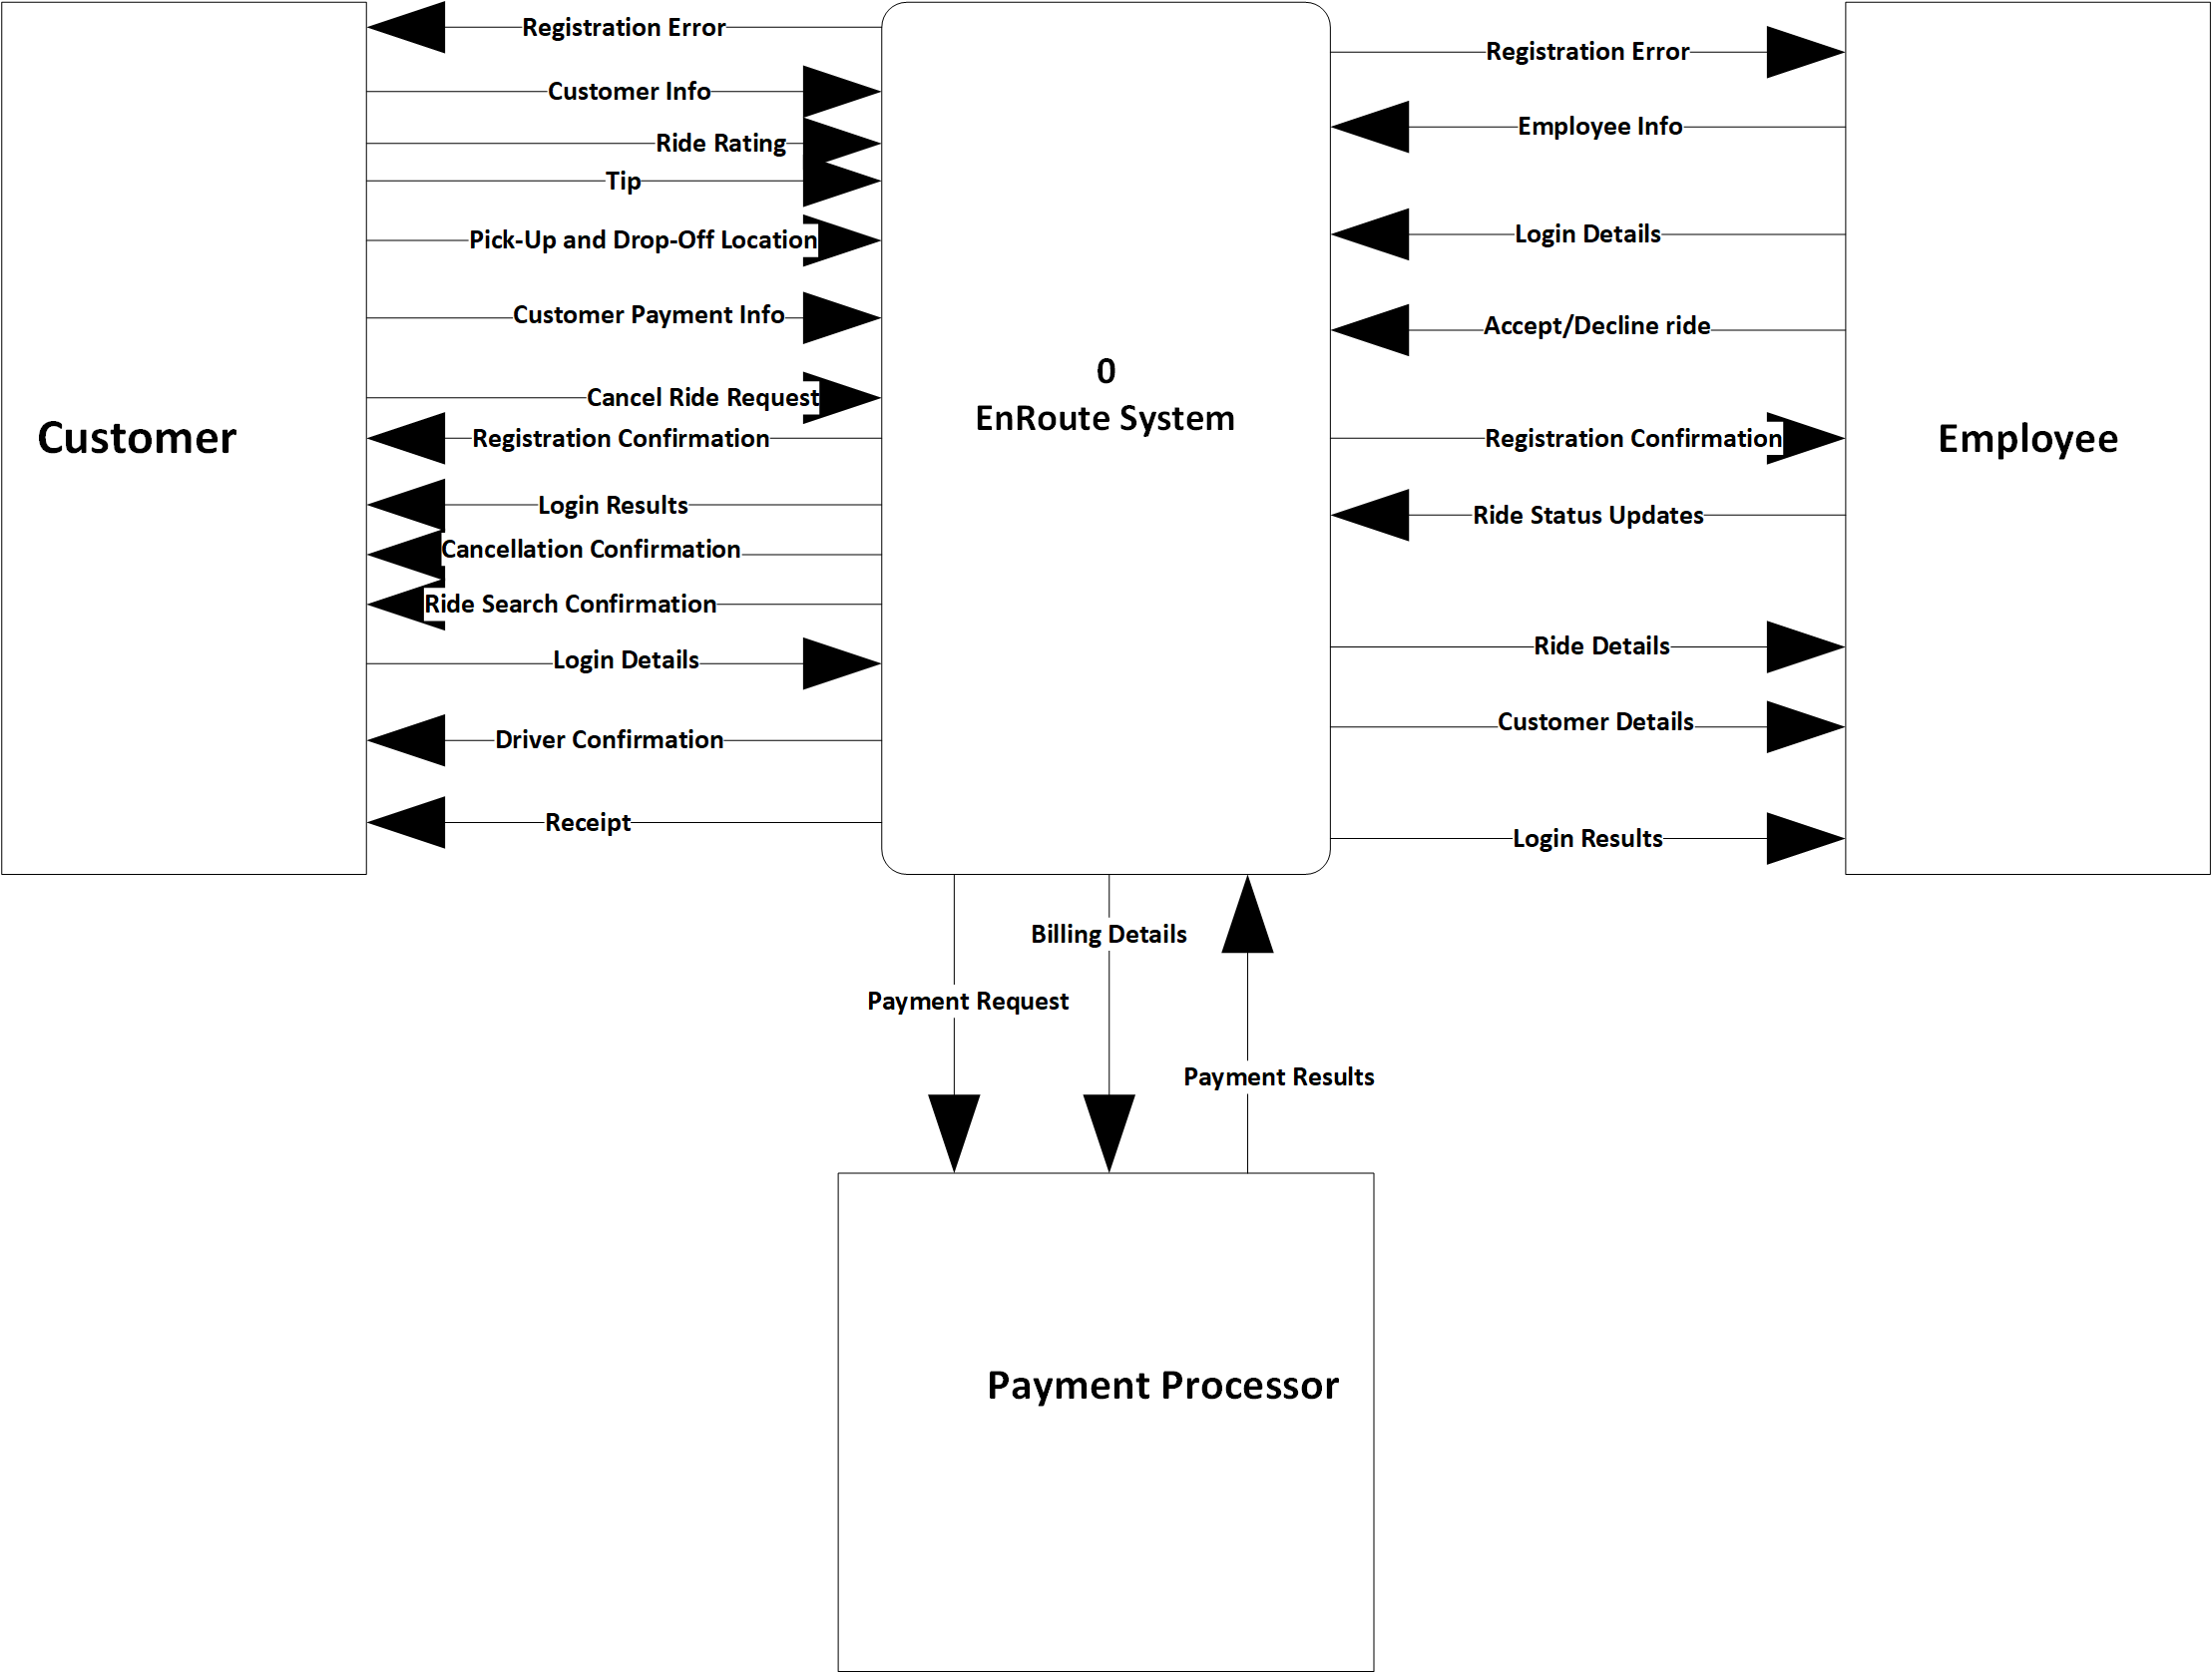 Registration Error
Customer Info
Ride Rating
Tip
Pick-Up and Drop-Off Location
Customer Payment Info
Cancel Ride Request
Registration Confirmation
Login Results
Cancellation Confirmation
Ride Search Confirmation
Login Details
Driver Confirmation
Receipt
Customer
0
EnRoute System
Registration Error
Employee Info
Login Details
Accept/Decline ride
Registration Confirmation
Ride Status Updates
Ride Details
Customer Details
Login Results
Employee
Billing Details
Payment Request
Payment Results
Payment Processor